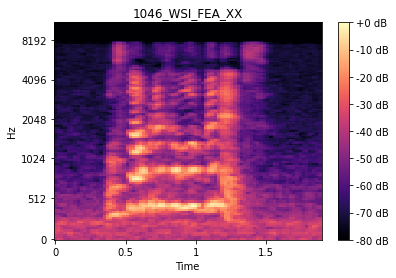 1046_WSI_FEA_XX
+0 dB
8192
-10 dB
4096
-20 dB
-30 dB
2048
Hz
-40 dB
1024
-50 dB
512
-60 dB
-70 dB
0
-80 dB
0
0.5
1
1.5
Time